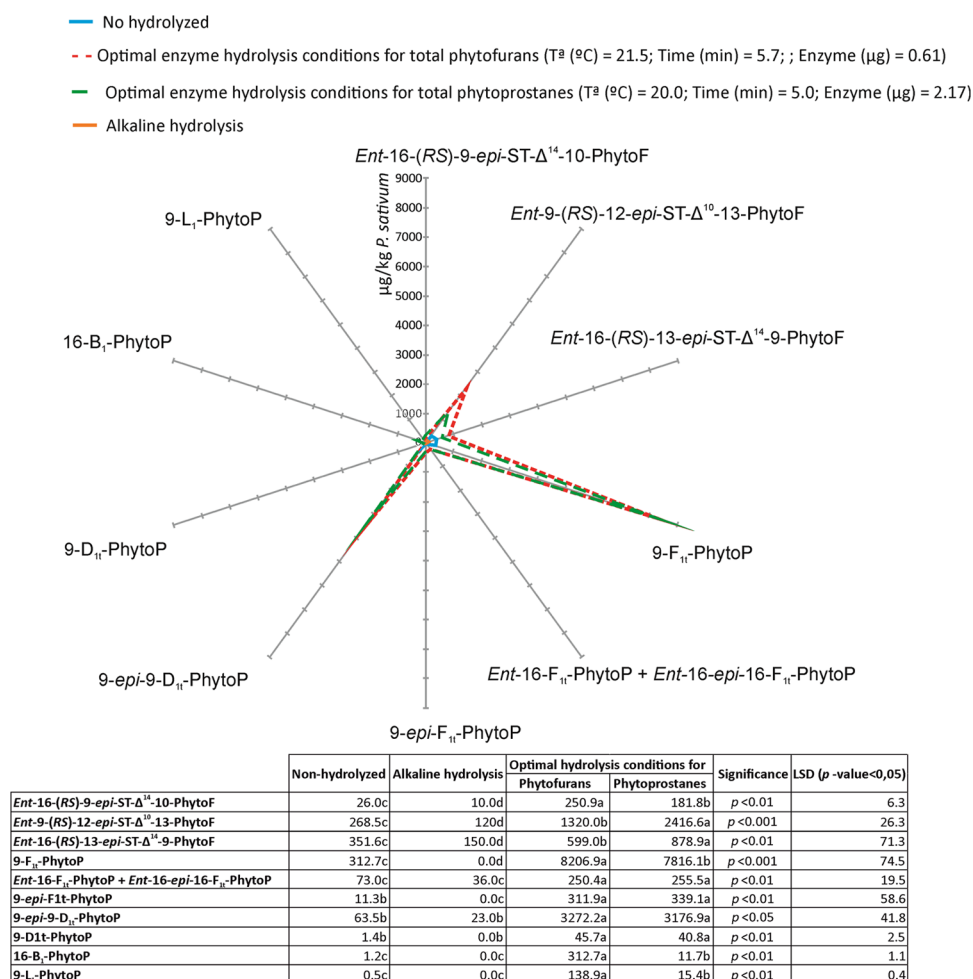 No hydrolyzed
Optimal enzyme hydrolysis conditions for total phytofurans (Tª (ºC) = 21.5; Time (min) = 5.7; ; Enzyme (µg) = 0.61)
Optimal enzyme hydrolysis conditions for total phytoprostanes (Tª (ºC) = 20.0; Time (min) = 5.0; Enzyme (µg) = 2.17)
Alkaline hydrolysis
Ent-16-(RS)-9-epi-ST-Δ14-10-PhytoF
9-L1-PhytoP
Ent-9-(RS)-12-epi-ST-Δ10-13-PhytoF
µg/kg P. sativum
9000
8000
7000
6000
5000
4000
3000
2000
1000
0
16-B1-PhytoP
Ent-16-(RS)-13-epi-ST-Δ14-9-PhytoF
9-D1t-PhytoP
9-F1t-PhytoP
9-epi-9-D1t-PhytoP
Ent-16-F1t-PhytoP + Ent-16-epi-16-F1t-PhytoP
9-epi-F1t-PhytoP
Non-hydrolyzed Alkaline hydrolysis Optimal hydrolysis conditions for Significance LSD (p -value<0,05)
Phytofurans Phytoprostanes
Ent-16-(RS)-9-epi-ST-Δ14-10-PhytoF 26.0c 10.0d 250.9a 181.8b p<0.01 6.3
Ent-9-(RS)-12-epi-ST-Δ10-13-PhytoF 268.5c 120d 1320.0b 2416.6a p<0.001 26.3
Ent-16-(RS)-13-epi-ST-Δ14-9-PhytoF 351.6c 150.0d 599.0b 878.9a p<0.01 71.3
9-F1t-PhytoP 312.7c 0.0d 8206.9a 7816.1b p<0.001 74.5
Ent-16-F1t-PhytoP + Ent-16-epi-16-F1t-PhytoP 73.0c 36.0c 250.4a 255.5a p<0.01 19.5
9-epi-F1t-PhytoP 11.3b 0.0c 311.9a 339.1a p<0.01 58.6
9-epi-9-D1t-PhytoP 63.5b 23.0b 3272.2a 3176.9a p<0.05 41.8
9-D1t-PhytoP 1.4b 0.0b 45.7a 40.8a p<0.01 2.5
16-B1-PhytoP 1.2c 0.0c 312.7a 11.7b p<0.01 1.1
9-L1-PhytoP 0.5c 0.0c 138.9a 15.4b p<0.01 0.4